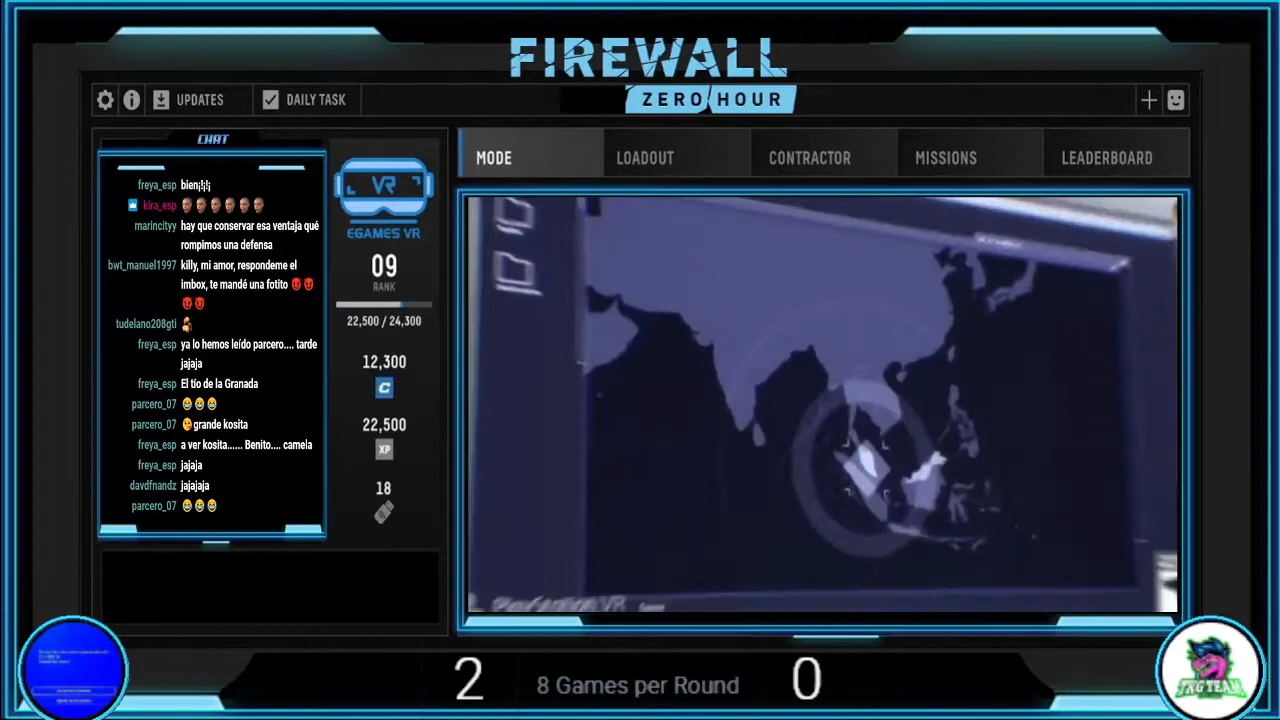 FIREWALL
ZERO HOUR
UPDATES
DAILY TASK
CHAT
freya_esp bien¡!¡!¡
kira_esp
marincityy hay que conservar esa ventaja qué
rompimos una defensa
bwt_manuel1997 killy, mi amor, respondeme el
imbox, te mandé una fotito
tudelano208gti
freya_esp ya lo hemos leído parcero.... tarde
jajaja
freya_esp El tío de la Granada
parcero_07 😂😂😂
parcero_07 😘grande kosita
freya_esp a ver kosita...... Benito.... camela
freya_esp jajaja
davdfnandz jajajaja
parcero_07 😂😂😂
VR
EGAMES VR
09
RANK
22,500 / 24,300
12,300
C
22,500
XP
18
MODE
LOADOUT
CONTRACTOR
MISSIONS
LEADERBOARD
2
8 Games per Round
0